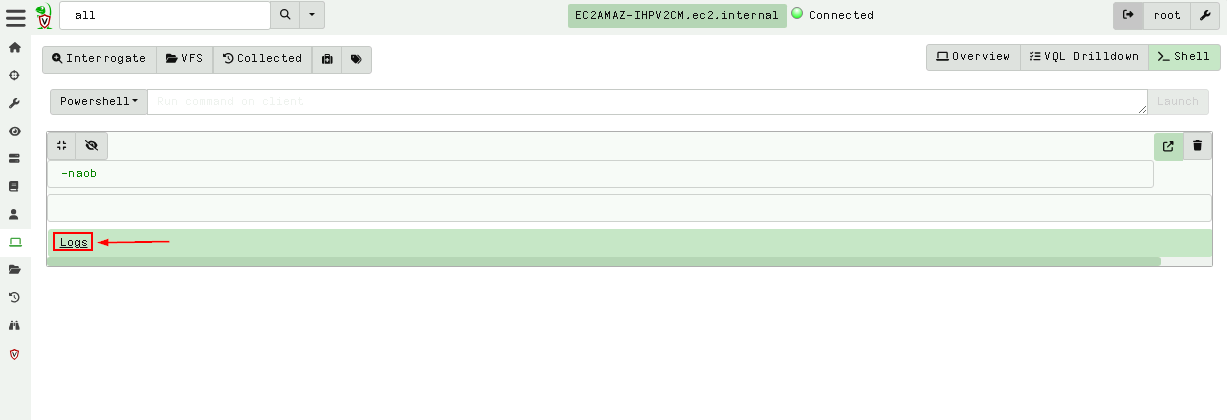 all
EC2AMAZ-IHPV2CM.ec2.internal
Connected
root
Interrogate
VFS
Collected
Overview
VQL Drilldown
Shell
Powershell
Run command on client
Launch
-naob
Logs